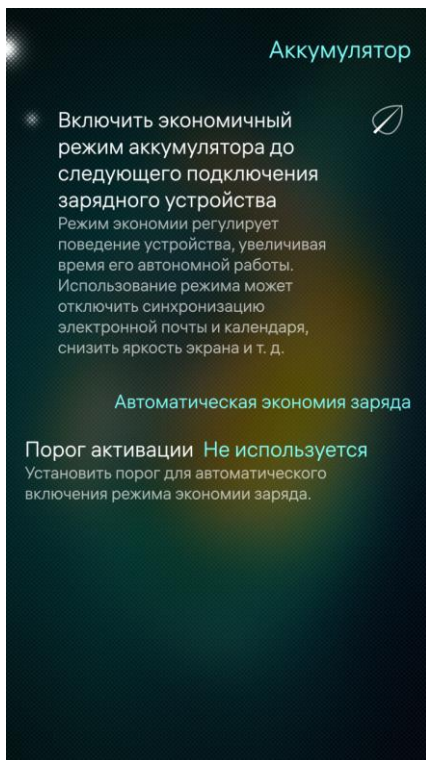 Аккумулятор
Включить экономичный
режим аккумулятора до
следующего подключения
зарядного устройства
Режим экономии регулирует
поведение устройства, увеличивая
время его автономной работы.
Использование режима может
отключить синхронизацию
электронной почты и календаря,
снизить яркость экрана и т. д.
Автоматическая экономия заряда
Порог активации Не используется
Установить порог для автоматического
включения режима экономии заряда.